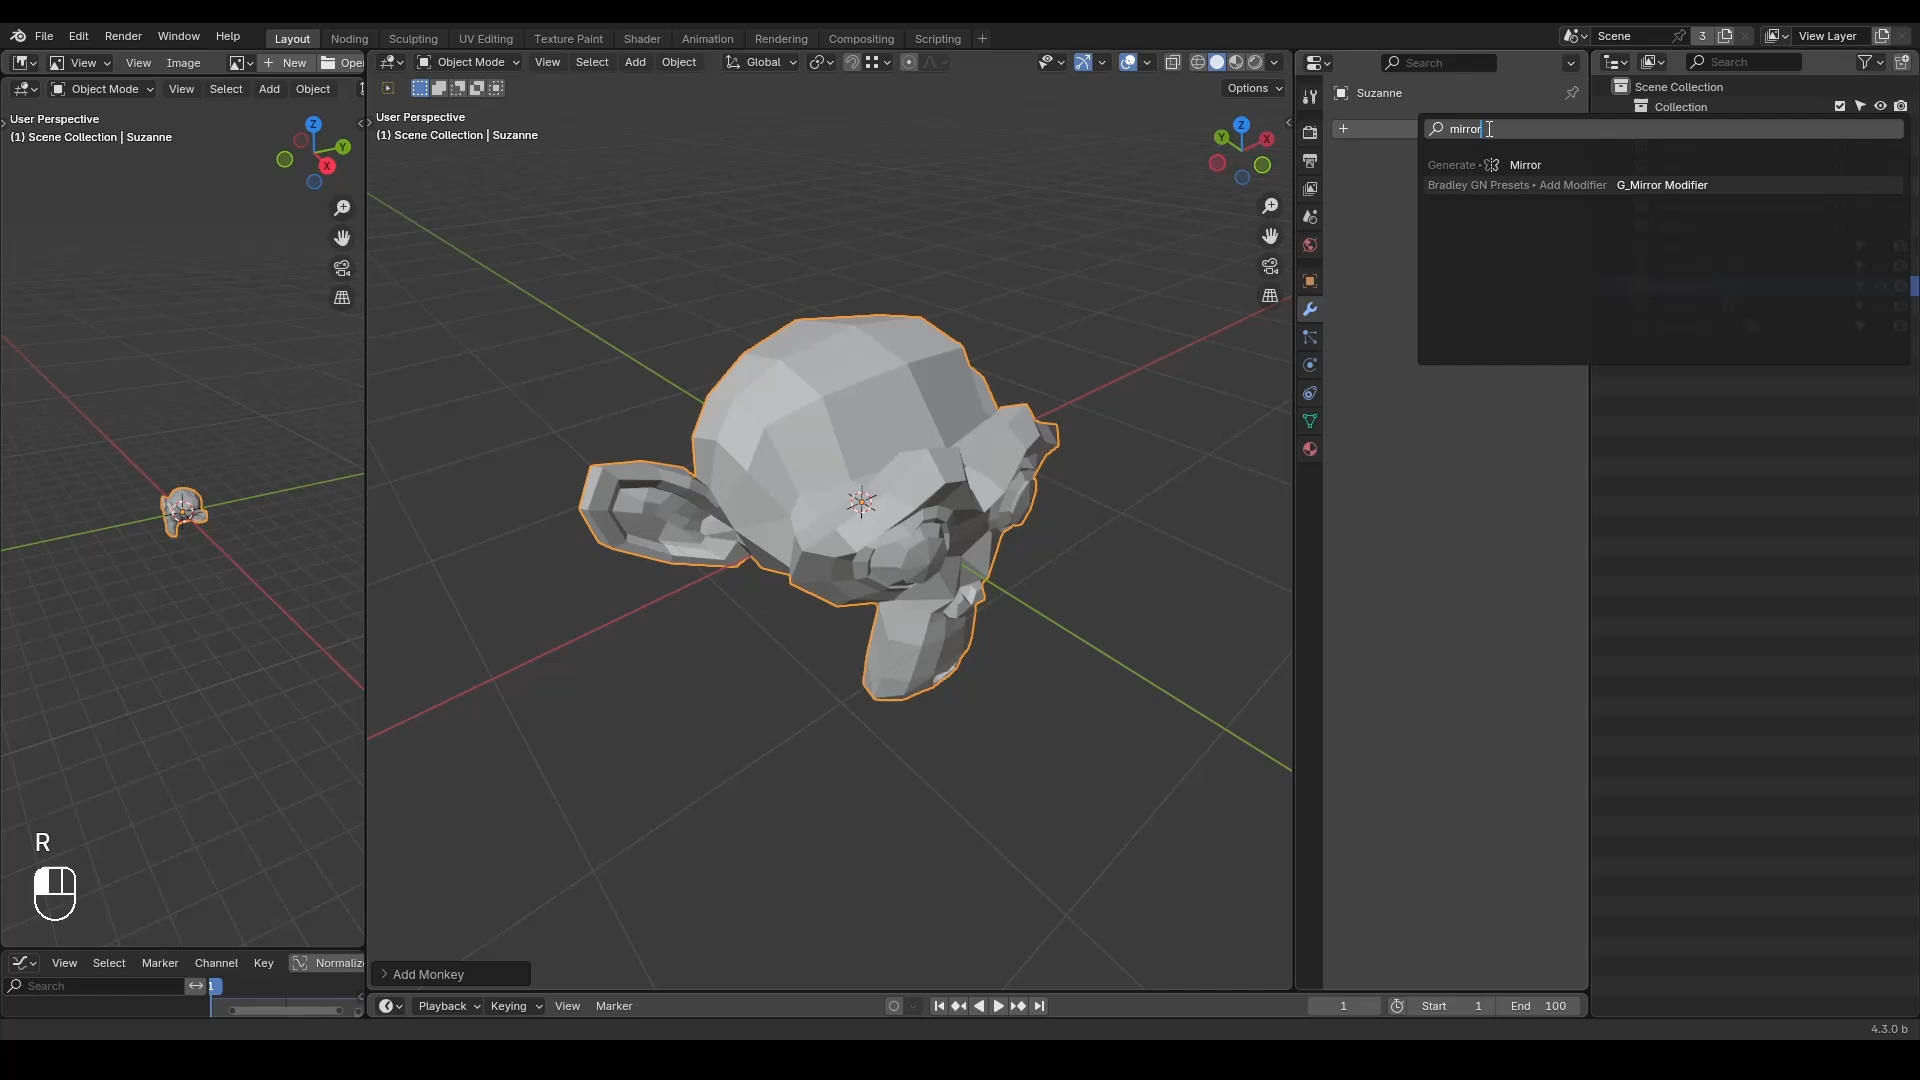 File Edit Render Window Help Layout Modeling Sculpting UV Editing Texture Paint Shader Animation Rendering Compositing Scripting + Scene 3 View Layer
View View Image + New Object Mode View Select Add Object Global Search Search
Object Mode View Select Add Object Options
Suzanne
Scene Collection
Collection
User Perspective
(1) Scene Collection | Suzanne
Z
Y
X
User Perspective
(1) Scene Collection | Suzanne
Z
Y
X
mirror
Generate Mirror
Bradley GN Presets Add Modifier G_Mirror Modifier
R
View Select Marker Channel Key
Search 1
Add Monkey
Playback Keying View Marker 1 Start 1 End 100
4.3.0 b